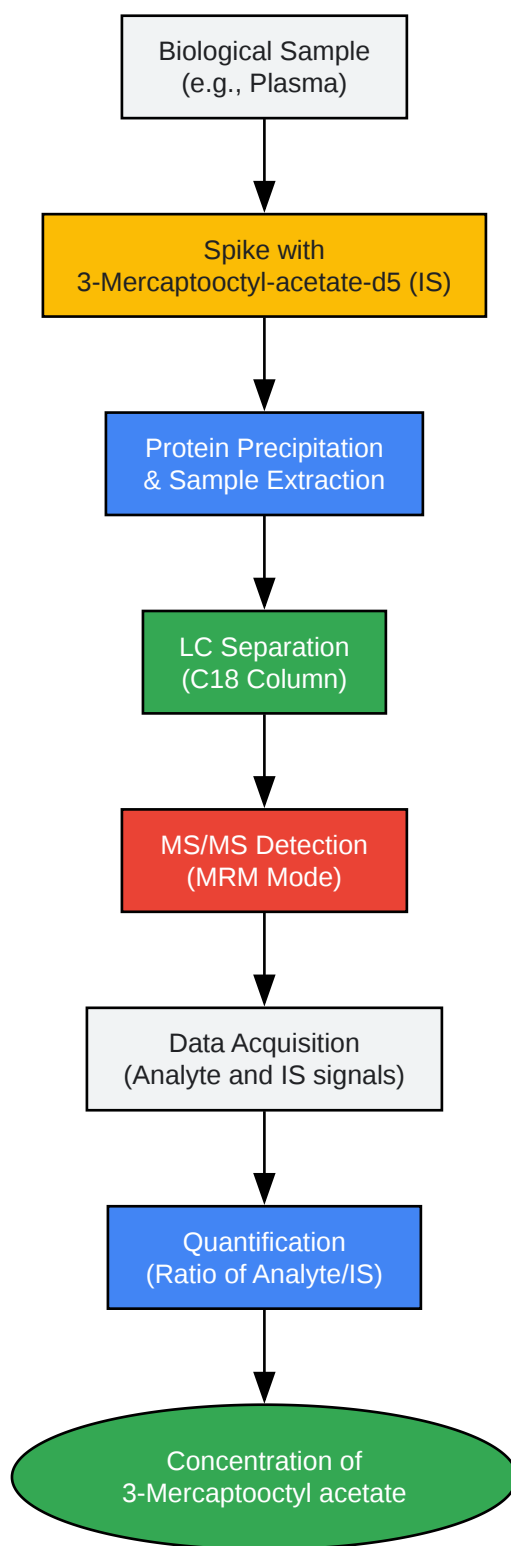 Biological Sample
(e.g., Plasma)
Spike with
3-Mercaptooctyl-acetate-d5 (IS)
Protein Precipitation
& Sample Extraction
LC Separation
(C18 Column)
MS/MS Detection
(MRM Mode)
Data Acquisition
(Analyte and IS signals)
Quantification
(Ratio of Analyte/IS)
Concentration of
3-Mercaptooctyl acetate